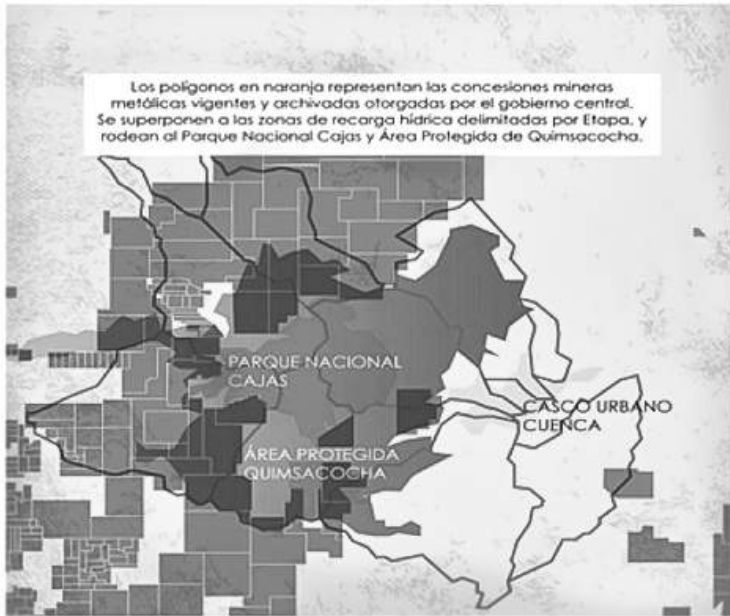 Los polígonos en naranja representan las concesiones mineras
metálicas vigentes y archivadas otorgadas por el gobierno central.
Se superponen a las zonas de recarga hídrica delimitadas por Etapa, y
rodean al Parque Nacional Cajas y Área Protegida de Quimsacocha.
PARQUE NACIONAL
CAJAS
CASCO URBANO
CUENCA
ÁREA PROTEGIDA
QUIMSACOCHA